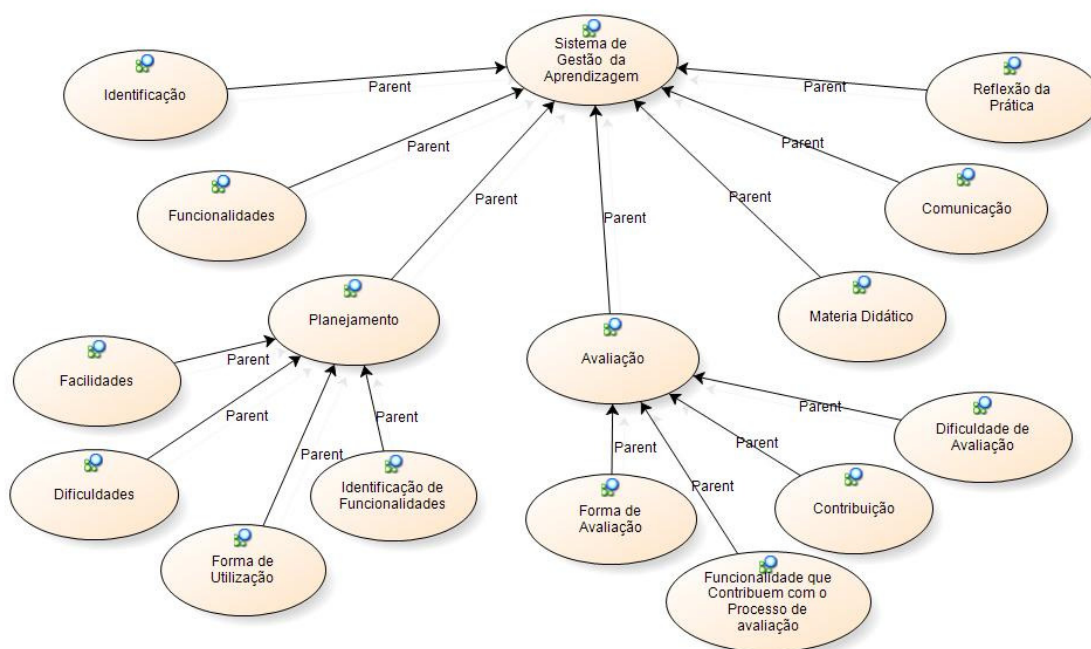 Sistema de
Gestão da
Aprendizagem
Identificação
Parent
Parent
Reflexão da
Prática
Funcionalidades
Parent
Parent
Comunicação
Parent
Parent
Parent
Planejamento
Materia Didático
Avaliação
Facilidades
Parent
Parent
Parent
Parent
Dificuldade de
Avaliação
Dificuldades
Identificação de
Funcionalidades
Parent
Parent
Parent
Forma de
Avaliação
Contribuição
Forma de
Utilização
Parent
Funcionalidade que
Contribuem com o
Processo de
avaliação